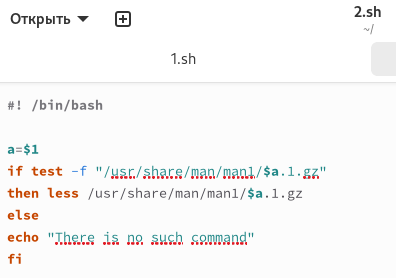 Открыть
2.sh
~/
1.sh
#! /bin/bash
a=$1
if test -f "/usr/share/man/man1/$a.1.gz"
then less /usr/share/man/man1/$a.1.gz
else
echo "There is no such command"
fi